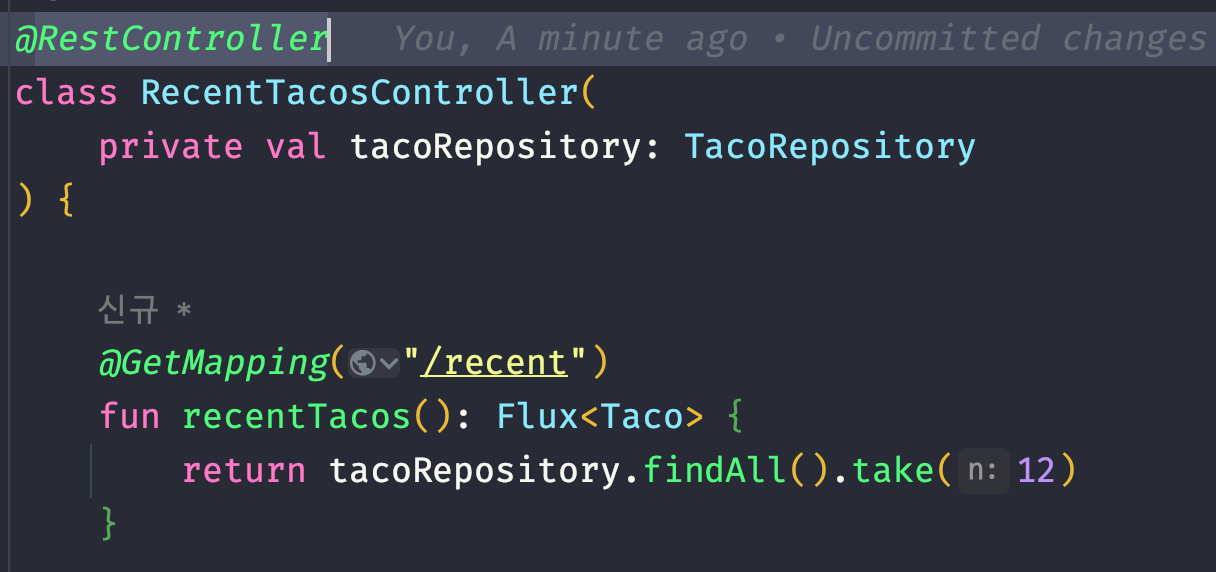 @RestController You, A minute ago • Uncommitted changes
class RecentTacosController(
private val tacoRepository: TacoRepository
) {
신규 *
@GetMapping("/recent")
fun recentTacos(): Flux<Taco> {
return tacoRepository.findAll().take( n: 12)
}